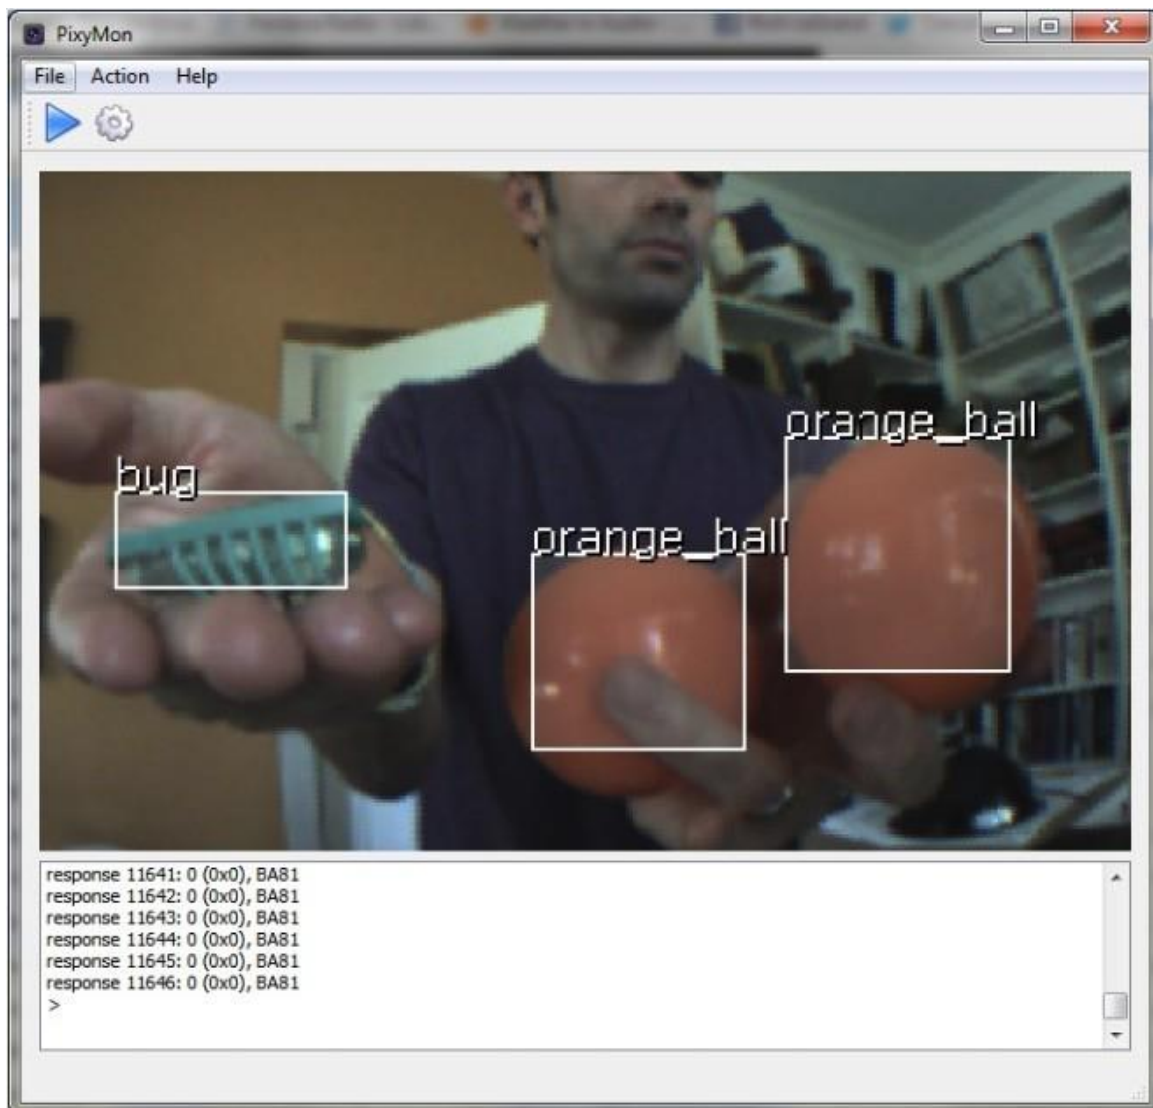 PixyMon
File Action Help
orange_ball
bug
orange_ball
response 11641: 0 (0x0), BA81
response 11642: 0 (0x0), BA81
response 11643: 0 (0x0), BA81
response 11644: 0 (0x0), BA81
response 11645: 0 (0x0), BA81
response 11646: 0 (0x0), BA81
>